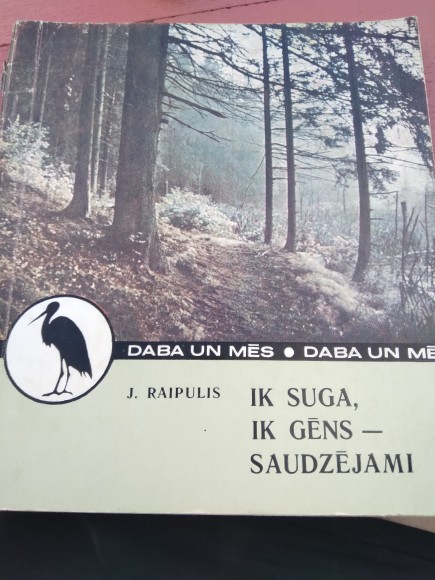 DABA UN MĒS ● DABA UN MĒ
J. RAIPULIS
IK SUGA,
IK GĒNS —
SAUDZĒJAMI